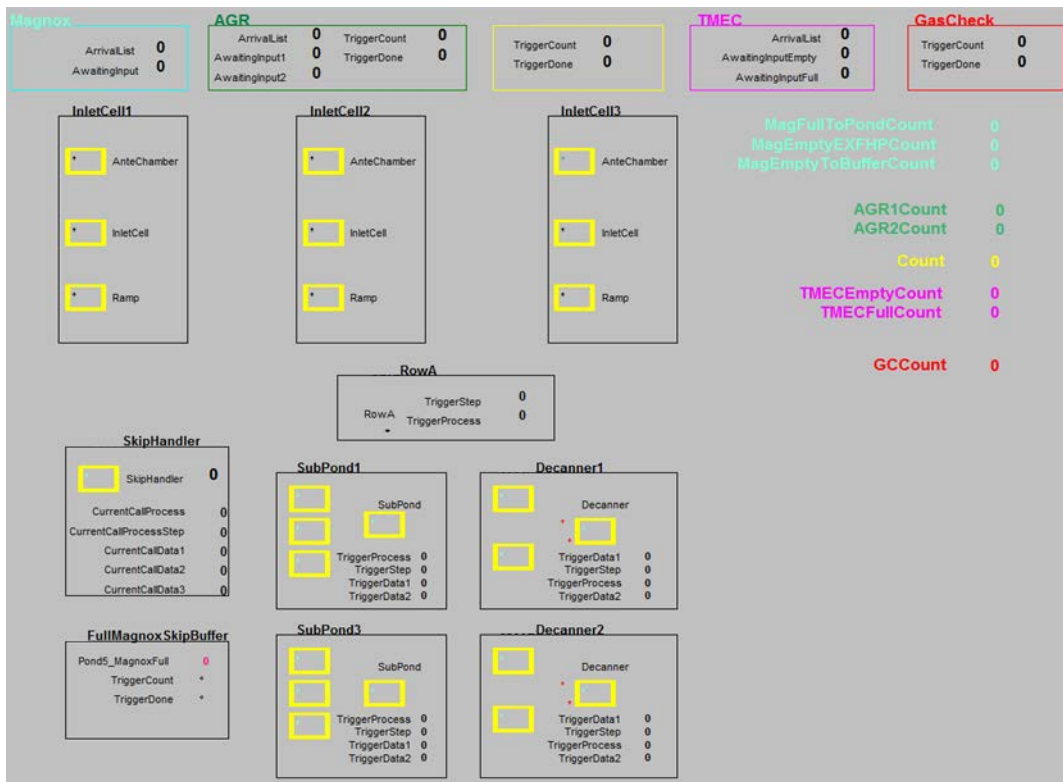 Magnox
ArrivalList 0
AwaitingInput 0
AGR
ArrivalList 0 TriggerCount 0
AwaitingInput1 0 TriggerDone 0
AwaitingInput2 0
TriggerCount 0
TriggerDone 0
TMEC
ArrivalList 0
AwaitingInputEmpty 0
AwaitingInputFull 0
GasCheck
TriggerCount 0
TriggerDone 0
InletCell1
* AnteChamber
* InletCell
* Ramp
InletCell2
* AnteChamber
* InletCell
* Ramp
InletCell3
* AnteChamber
* InletCell
* Ramp
MagFullToPondCount 0
MagEmptyEXFHPCount 0
MagEmptyToBufferCount 0
AGR1Count 0
AGR2Count 0
Count 0
TMECEmptyCount 0
TMECFullCount 0
GCCount 0
RowA
TriggerStep 0
RowA
TriggerProcess 0
SkipHandler
SkipHandler 0
CurrentCallProcess 0
CurrentCallProcessStep 0
CurrentCallData1 0
CurrentCallData2 0
CurrentCallData3 0
SubPond1
SubPond
TriggerProcess 0
TriggerStep 0
TriggerData1 0
TriggerData2 0
Decanner1
Decanner
TriggerData1 0
TriggerStep 0
TriggerProcess 0
TriggerData2 0
FullMagnoxSkipBuffer
Pond5_MagnoxFull 0
TriggerCount *
TriggerDone *
SubPond3
SubPond
TriggerProcess 0
TriggerStep 0
TriggerData1 0
TriggerData2 0
Decanner2
Decanner
TriggerData1 0
TriggerStep 0
TriggerProcess 0
TriggerData2 0